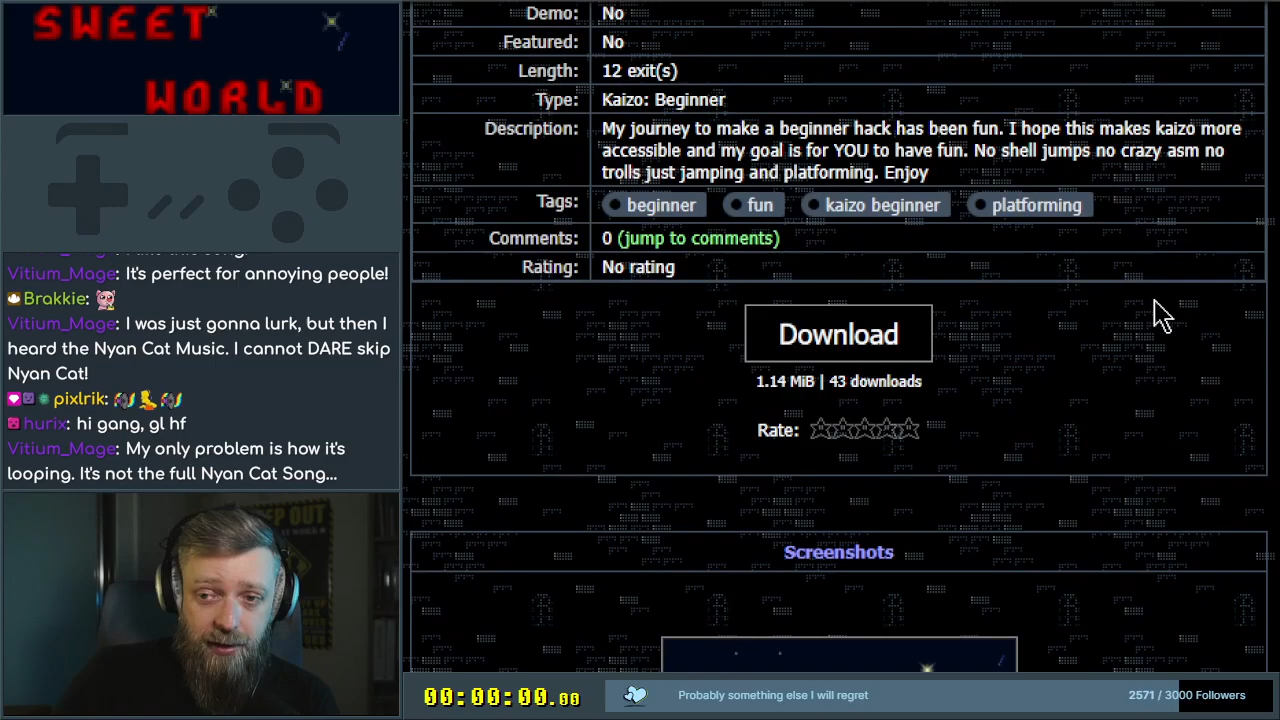 SWEET
WORLD
Vitium_Mage: It's perfect for annoying people!
Brakkie:
Vitium_Mage: I was just gonna lurk, but then I
heard the Nyan Cat Music. I cannot DARE skip
Nyan Cat!
pixlrik:
hurix: hi gang, gl hf
Vitium_Mage: My only problem is how it's
looping. It's not the full Nyan Cat Song...
Demo: No
Featured: No
Length: 12 exit(s)
Type: Kaizo: Beginner
Description: My journey to make a beginner hack has been fun. I hope this makes kaizo more
accessible and my goal is for YOU to have fun. No shell jumps no crazy asm no
trolls just jamping and platforming. Enjoy
Tags: beginner fun kaizo beginner platforming
Comments: 0 (jump to comments)
Rating: No rating
Download
1.14 MiB | 43 downloads
Rate:
Screenshots
00:00:00.00
Probably something else I will regret
2571 / 3000 Followers